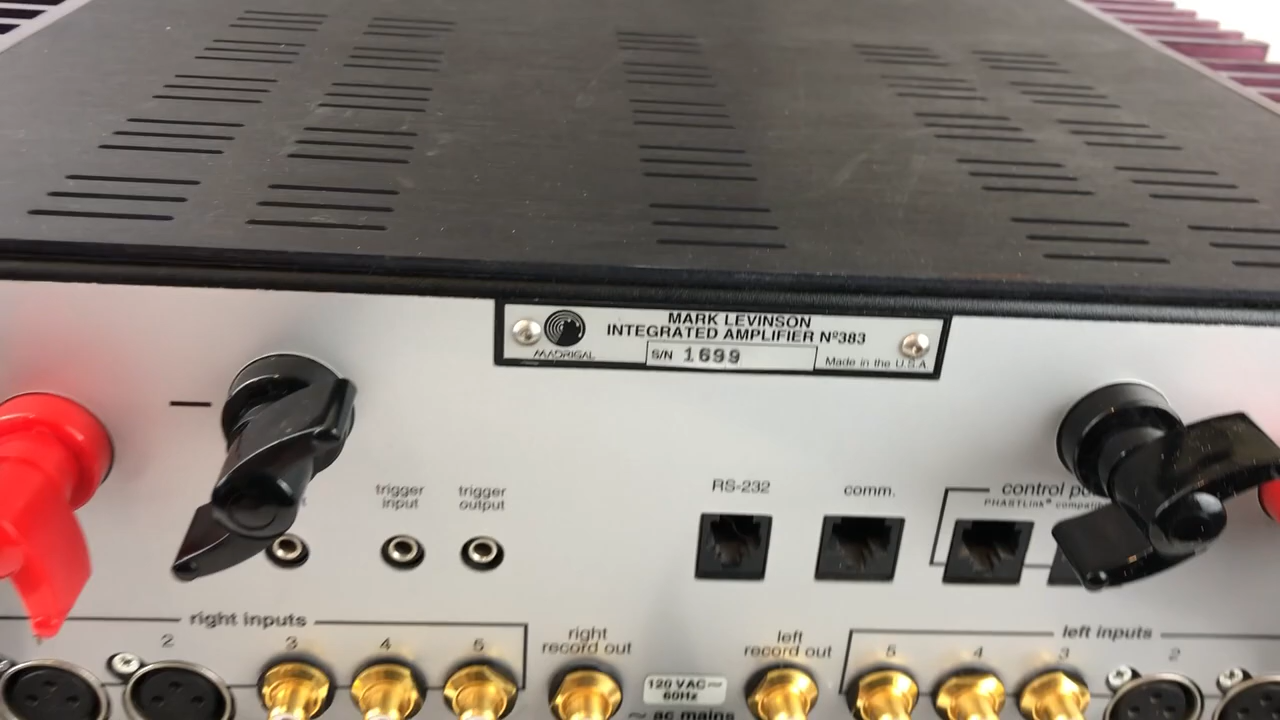 MARK LEVINSON
INTEGRATED AMPLIFIER Nº383
MADRIGAL
S/N 1699
Made in the U.S.A.
trigger input
trigger output
RS-232
comm.
control
PHASTLink®
right inputs
2
3
4
5
right record out
left record out
left inputs
5
4
3
2
120 VAC~
60Hz
~ ac mains